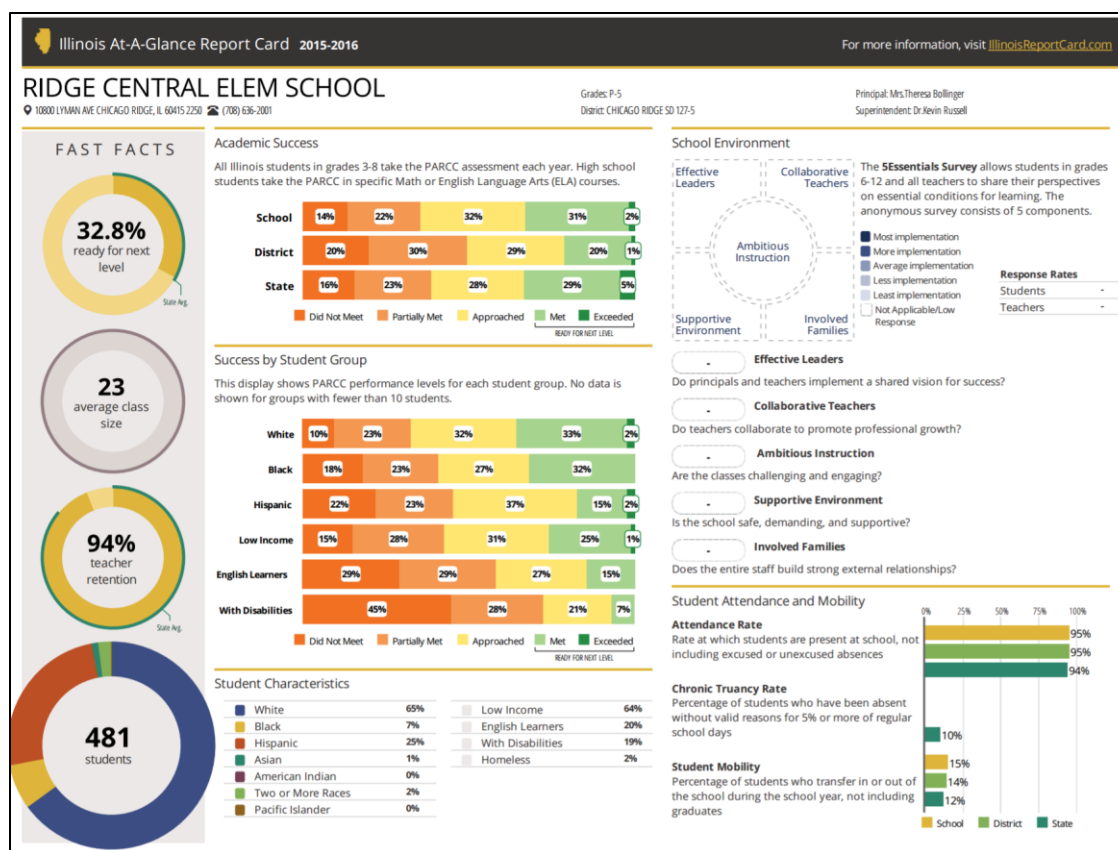 Illinois At-A-Glance Report Card 2015-2016
For more information, visit IllinoisReportCard.com
RIDGE CENTRAL ELEM SCHOOL
10800 LYMAN AVE CHICAGO RIDGE, IL 60415 2250 (708) 636-2001
Grades: P-5
District: CHICAGO RIDGE SD 127-5
Principal: Mrs.Theresa Bollinger
Superintendent: Dr.Kevin Russell
FAST FACTS
32.8%
ready for next
level
State Avg.
23
average class
size
94%
teacher
retention
State Avg.
481
students
Academic Success
All Illinois students in grades 3-8 take the PARCC assessment each year. High school
students take the PARCC in specific Math or English Language Arts (ELA) courses.
School 14% 22% 32% 31% 2%
District 20% 30% 29% 20% 1%
State 16% 23% 28% 29% 5%
Did Not Meet Partially Met Approached Met Exceeded
READY FOR NEXT LEVEL
Success by Student Group
This display shows PARCC performance levels for each student group. No data is
shown for groups with fewer than 10 students.
White 10% 23% 32% 33% 2%
Black 18% 23% 27% 32%
Hispanic 22% 23% 37% 15% 2%
Low Income 15% 28% 31% 25% 1%
English Learners 29% 29% 27% 15%
With Disabilities 45% 28% 21% 7%
Did Not Meet Partially Met Approached Met Exceeded
READY FOR NEXT LEVEL
Student Characteristics
White 65%
Black 7%
Hispanic 25%
Asian 1%
American Indian 0%
Two or More Races 2%
Pacific Islander 0%
Low Income 64%
English Learners 20%
With Disabilities 19%
Homeless 2%
School Environment
Effective
Leaders
Collaborative
Teachers
Ambitious
Instruction
Supportive
Environment
Involved
Families
The 5Essentials Survey allows students in grades
6-12 and all teachers to share their perspectives
on essential conditions for learning. The
anonymous survey consists of 5 components.
Most implementation
More implementation
Average implementation
Less implementation
Least implementation
Not Applicable/Low
Response
Response Rates
Students -
Teachers -
- Effective Leaders
Do principals and teachers implement a shared vision for success?
- Collaborative Teachers
Do teachers collaborate to promote professional growth?
- Ambitious Instruction
Are the classes challenging and engaging?
- Supportive Environment
Is the school safe, demanding, and supportive?
- Involved Families
Does the entire staff build strong external relationships?
Student Attendance and Mobility
0% 25% 50% 75% 100%
Attendance Rate
Rate at which students are present at school, not
including excused or unexcused absences
95%
95%
94%
Chronic Truancy Rate
Percentage of students who have been absent
without valid reasons for 5% or more of regular
school days
10%
Student Mobility
Percentage of students who transfer in or out of
the school during the school year, not including
graduates
15%
14%
12%
School District State